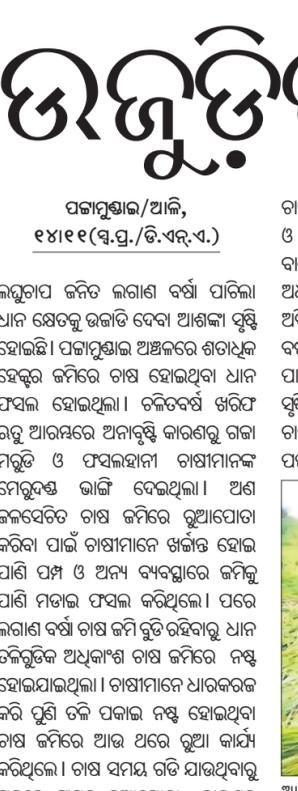 ଉଜୁଡ଼ି
ପଟ୍ଟାମୁଣ୍ଡାଇ/ଆଳି,
୧୪।୧୧(ସ୍ୱ.ପ୍ର./ଡି.ଏନ୍.ଏ.)
ଲଘୁଚାପ ଜନିତ ଲଗାଣ ବର୍ଷା ପାଚିଲା
ଧାନ କ୍ଷେତକୁ ଉଜାଡି ଦେବା ଆଶଙ୍କା ସୃଷ୍ଟି
ହୋଇଛି। ପଟ୍ଟାମୁଣ୍ଡାଇ ଅଞ୍ଚଳରେ ଶତାଧିକ
ହେକ୍ଟର ଜମିରେ ଚାଷ ହୋଇଥିବା ଧାନ
ଫସଲ ହୋଇଥିଲା। ଚଳିତବର୍ଷ ଖରିଫ
ଋତୁ ଆରମ୍ଭରେ ଅନାବୃଷ୍ଟି କାରଣରୁ ଗଜା
ମରୁଡି ଓ ଫସଲହାନୀ ଚାଷୀମାନଙ୍କ
ମେରୁଦଣ୍ଡ ଭାଙ୍ଗି ଦେଇଥିଲା। ଅଣ
ଜଳସେଚିତ ଚାଷ ଜମିରେ ରୁଆପୋତା
କରିବା ପାଇଁ ଚାଷୀମାନେ ଖର୍ଚ୍ଚାନ୍ତ ହୋଇ
ପାଣି ପମ୍ପ ଓ ଅନ୍ୟ ବ୍ୟବସ୍ଥାରେ ଜମିକୁ
ପାଣି ମଡାଇ ଫସଲ କରିଥିଲେ। ପରେ
ଲଗାଣ ବର୍ଷା ଚାଷ ଜମି ବୁଡି ରହିବାରୁ ଧାନ
ତଳିଗୁଡିକ ଅଧିକାଂଶ ଚାଷ ଜମିରେ ନଷ୍ଟ
ହୋଇଯାଇଥିଲା। ଚାଷୀମାନେ ଧାରକରଜ
କରି ପୁଣି ତଳି ପକାଇ ନଷ୍ଟ ହୋଇଥିବା
ଚାଷ ଜମିରେ ଆଉ ଥରେ ରୁଆ କାର୍ଯ୍ୟ
କରିଥିଲେ। ଚାଷ ସମୟ ଗଡି ଯାଉଥିବାରୁ